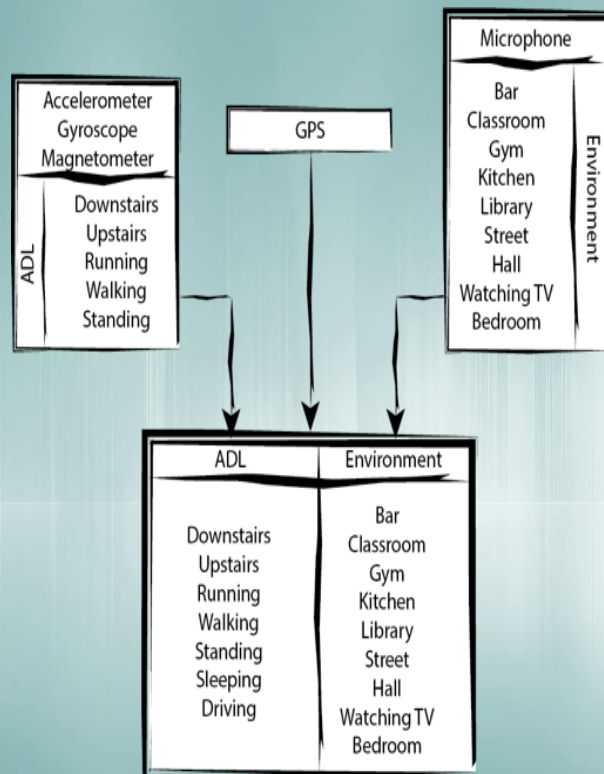 Accelerometer
Gyroscope
Magnetometer
ADL
Downstairs
Upstairs
Running
Walking
Standing
GPS
Microphone
Bar
Classroom
Gym
Kitchen
Library
Street
Hall
Watching TV
Bedroom
Environment
ADL
Downstairs
Upstairs
Running
Walking
Standing
Sleeping
Driving
Environment
Bar
Classroom
Gym
Kitchen
Library
Street
Hall
Watching TV
Bedroom